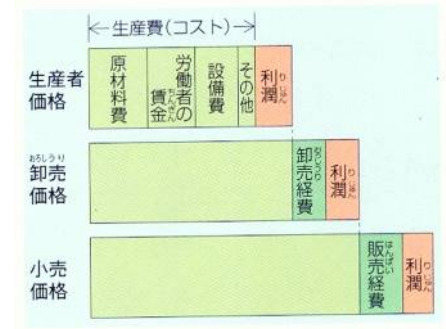 生産費(コスト)
生産者
価格
原材料費
労働者の
賃金
ちんぎん
設備費
その他
利潤
りじゅん
おろしうり
卸売
価格
卸売経費
おろしうり
利潤
りじゅん
小売
価格
販売経費
はんばい
利潤
りじゅん